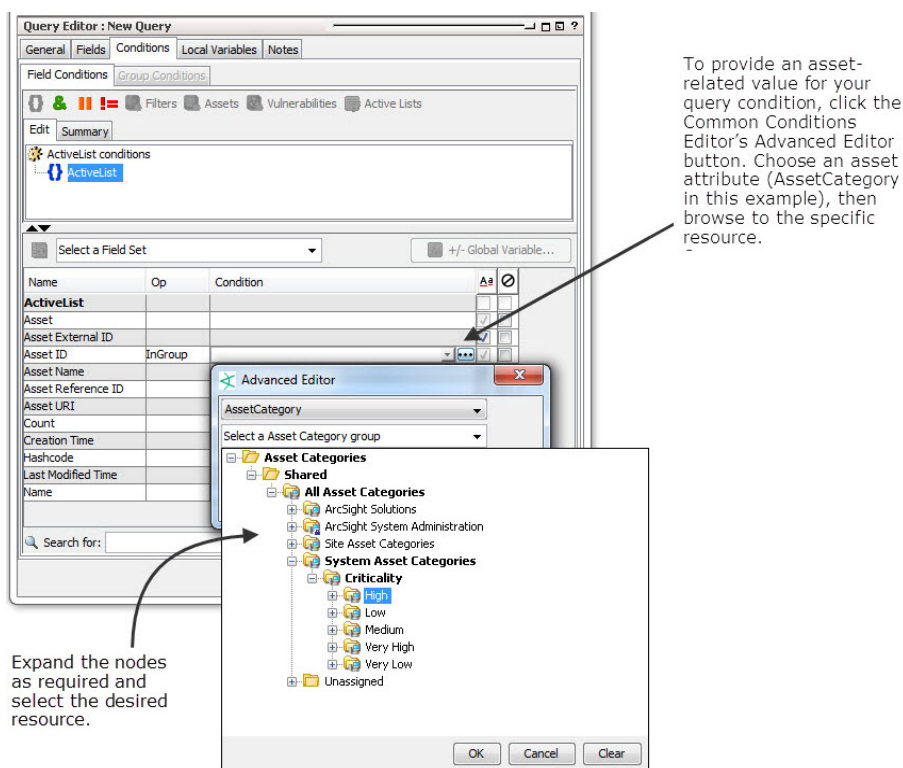 Query Editor : New Query
?
General Fields Conditions Local Variables Notes
Field Conditions Group Conditions
{} & != Filters Assets Vulnerabilities Active Lists
Edit Summary
ActiveList conditions
{} ActiveList
Select a Field Set
+/- Global Variable...
Name Op Condition Aa
ActiveList
Asset
Asset External ID
Asset ID InGroup ...
Asset Name
Asset Reference ID
Asset URI
Count
Creation Time
Hashcode
Last Modified Time
Name
Search for:
Advanced Editor
AssetCategory
Select a Asset Category group
Asset Categories
Shared
All Asset Categories
ArcSight Solutions
ArcSight System Administration
Site Asset Categories
System Asset Categories
Criticality
High
Low
Medium
Very High
Very Low
Unassigned
OK Cancel Clear
To provide an asset-
related value for your
query condition, click the
Common Conditions
Editor's Advanced Editor
button. Choose an asset
attribute (AssetCategory
in this example), then
browse to the specific
resource.
Expand the nodes
as required and
select the desired
resource.